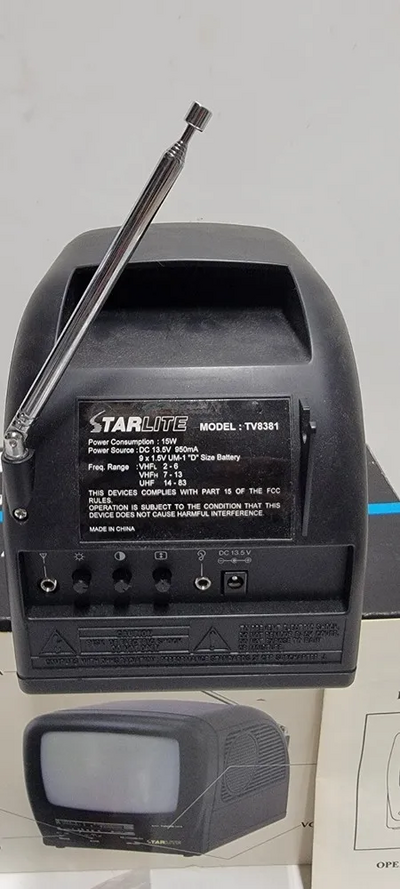 STARLITE MODEL : TV8381
Power Consumption : 15W
Power Source : DC 13.5V 950mA
9 x 1.5V UM-1 "D" Size Battery
Freq. Range : VHFL 2 - 6
VHFH 7 - 13
UHF 14 - 83
THIS DEVICES COMPLIES WITH PART 15 OF THE FCC
RULES.
OPERATION IS SUBJECT TO THE CONDITION THAT THIS
DEVICE DOES NOT CAUSE HARMFUL INTERFERENCE.
MADE IN CHINA
DC 13.5V
CAUTION
STARLITE
OPE